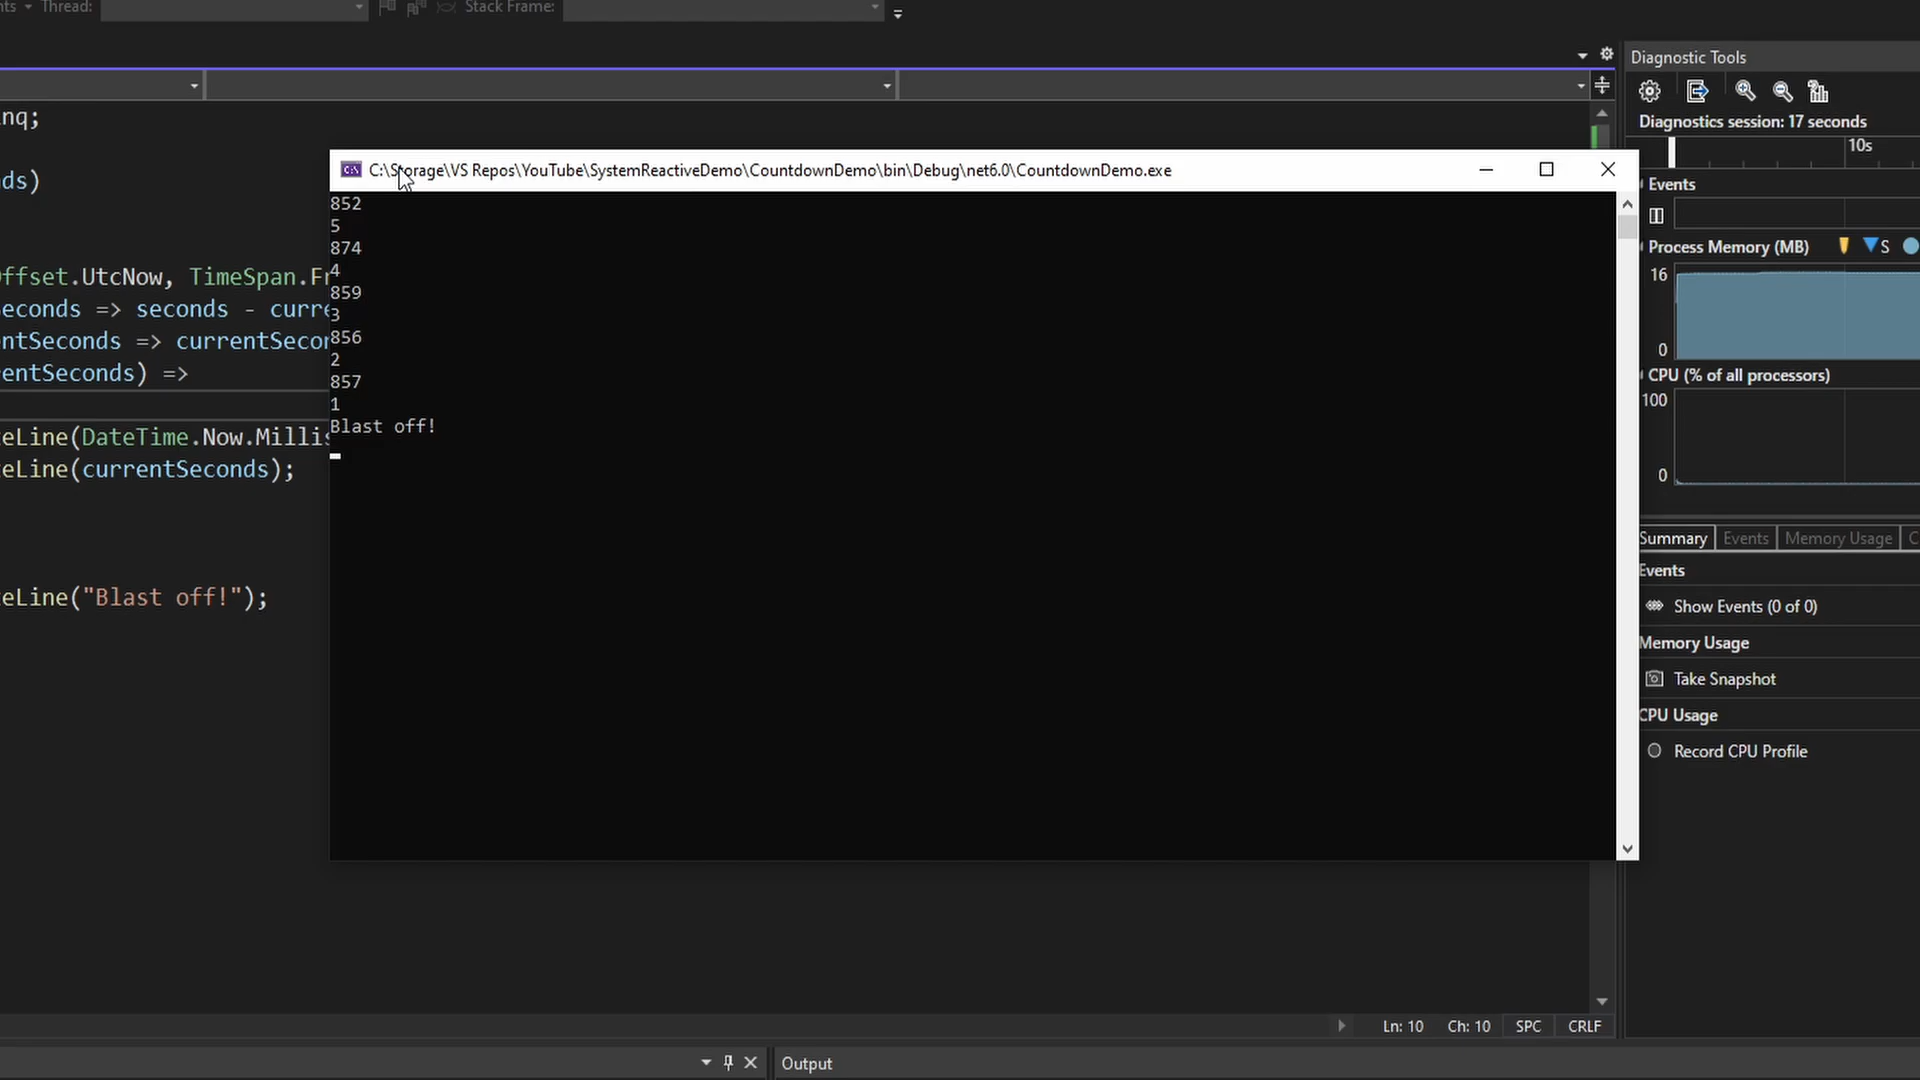 Thread:
Stack Frame:
Diagnostic Tools
Diagnostics session: 17 seconds
10s
Events
Process Memory (MB)
S
16
0
CPU (% of all processors)
100
0
Summary
Events
Memory Usage
C
Events
Show Events (0 of 0)
Memory Usage
Take Snapshot
CPU Usage
Record CPU Profile
C:\Storage\VS Repos\YouTube\SystemReactiveDemo\CountdownDemo\bin\Debug\net6.0\CountdownDemo.exe
852
5
874
4
859
3
856
2
857
1
Blast off!
inq;
ds)
ffset.UtcNow, TimeSpan.Fr
econds => seconds - curre
ntSeconds => currentSecon
entSeconds) =>
eLine(DateTime.Now.Millis
eLine(currentSeconds);
eLine("Blast off!");
Ln: 10
Ch: 10
SPC
CRLF
Output